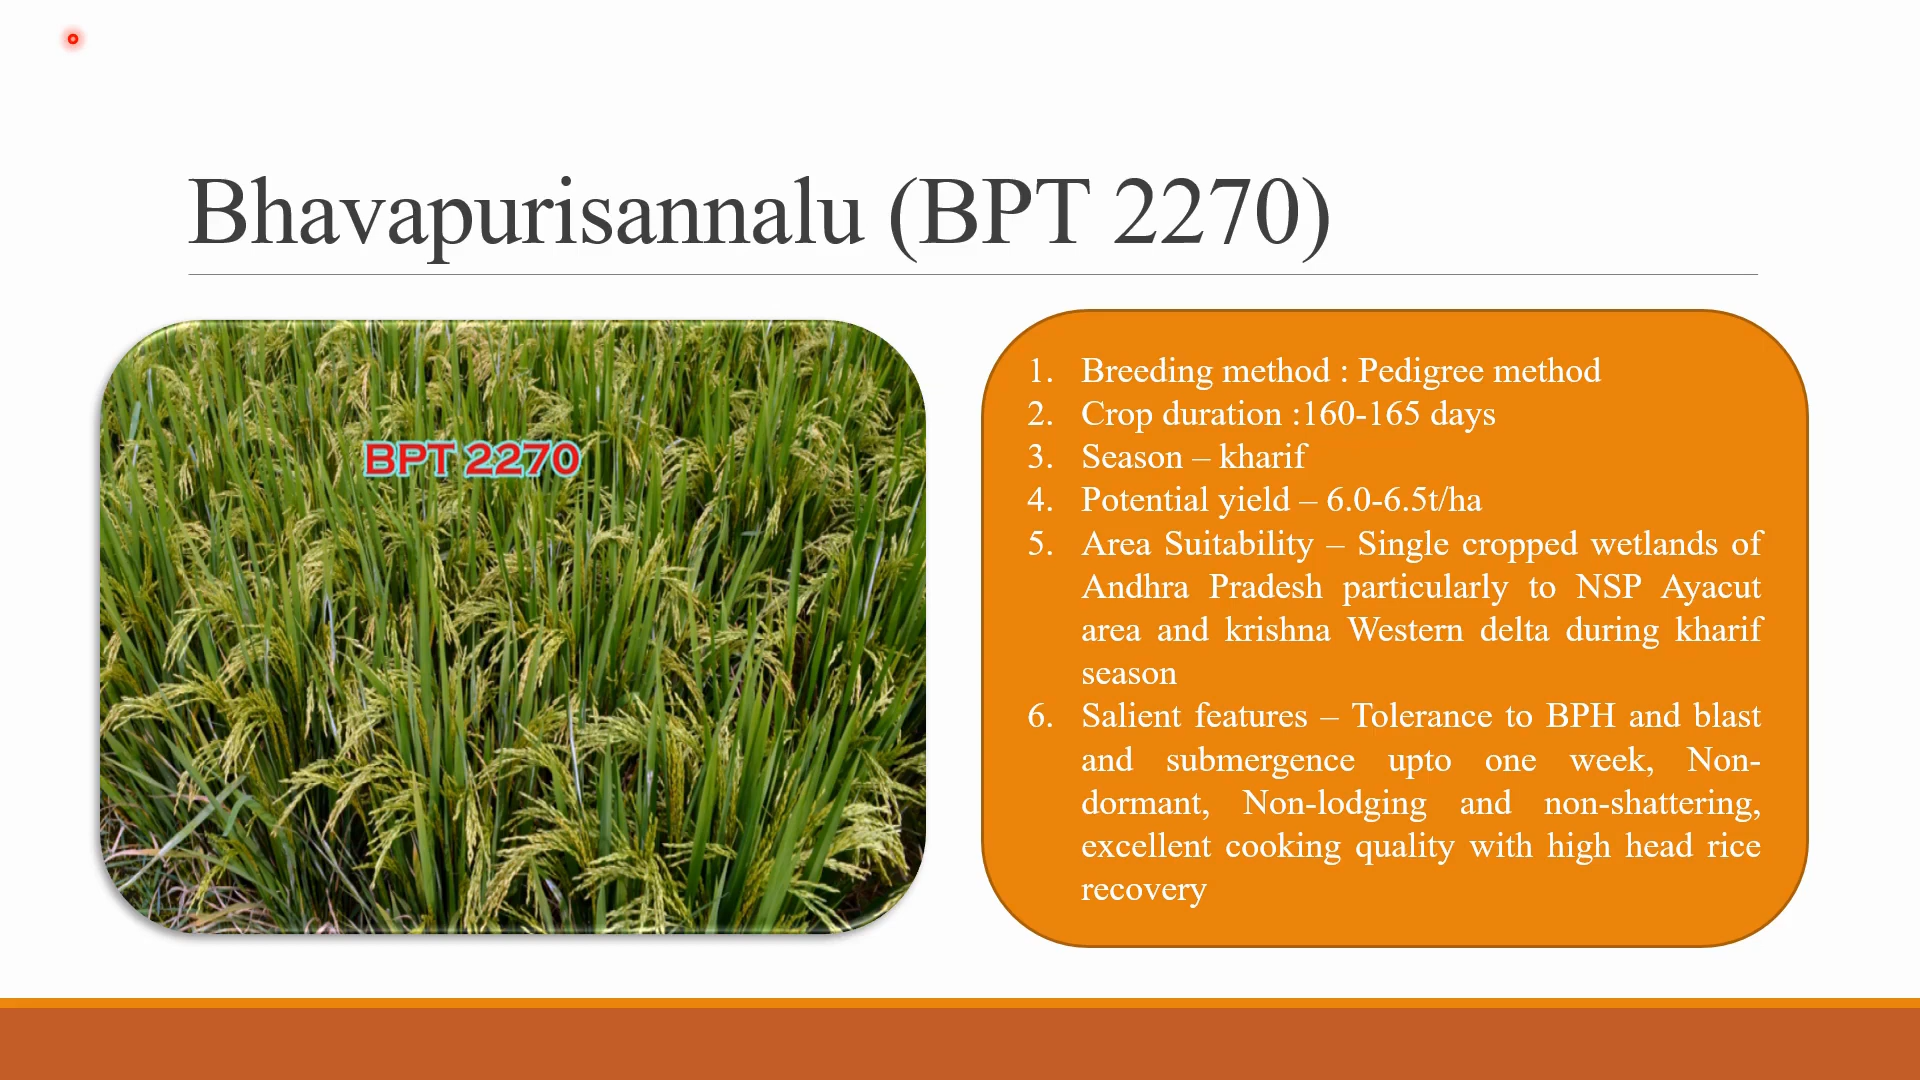 Bhavapurisannalu (BPT 2270)
BPT 2270
1. Breeding method : Pedigree method
2. Crop duration :160-165 days
3. Season – kharif
4. Potential yield – 6.0-6.5t/ha
5. Area Suitability – Single cropped wetlands of
Andhra Pradesh particularly to NSP Ayacut
area and krishna Western delta during kharif
season
6. Salient features – Tolerance to BPH and blast
and submergence upto one week, Non-
dormant, Non-lodging and non-shattering,
excellent cooking quality with high head rice
recovery